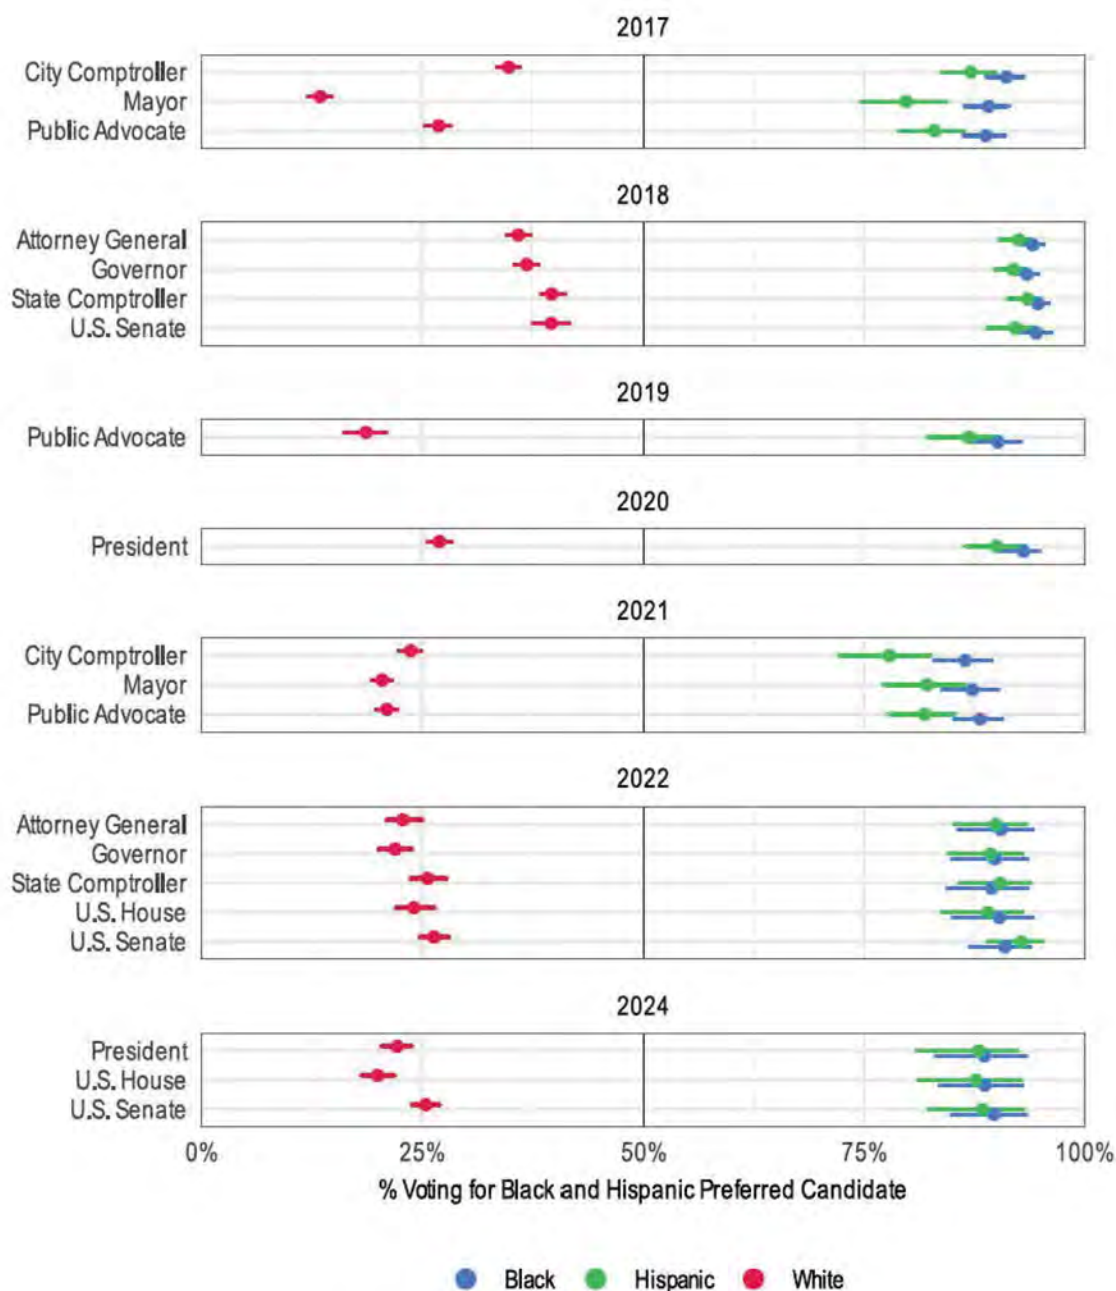 2017
City Comptroller
Mayor
Public Advocate
2018
Attorney General
Governor
State Comptroller
U.S. Senate
2019
Public Advocate
2020
President
2021
City Comptroller
Mayor
Public Advocate
2022
Attorney General
Governor
State Comptroller
U.S. House
U.S. Senate
2024
President
U.S. House
U.S. Senate
0% 25% 50% 75% 100%
% Voting for Black and Hispanic Preferred Candidate
Black Hispanic White